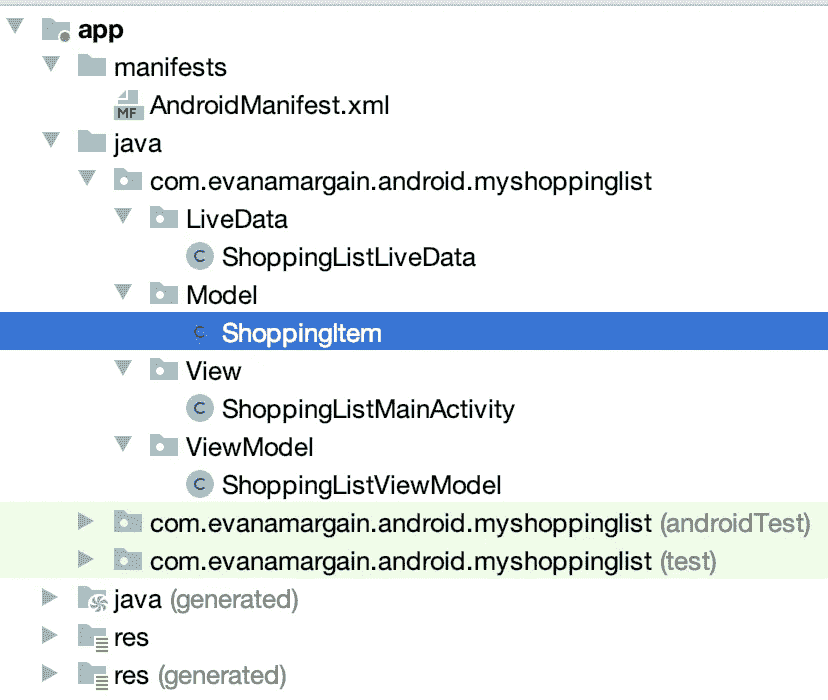 app
manifests
MF AndroidManifest.xml
java
com.evanamargain.android.myshoppinglist
LiveData
C ShoppingListLiveData
Model
C ShoppingItem
View
C ShoppingListMainActivity
ViewModel
C ShoppingListViewModel
com.evanamargain.android.myshoppinglist (androidTest)
com.evanamargain.android.myshoppinglist (test)
java (generated)
res
res (generated)